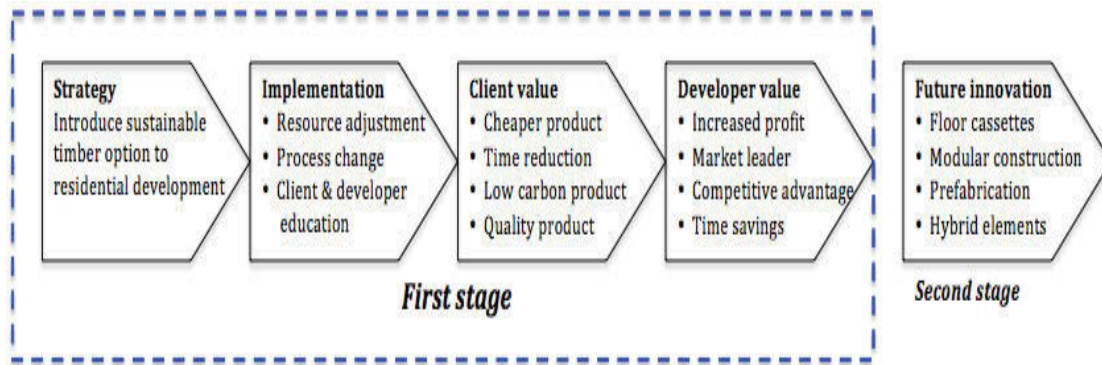 Strategy
Introduce sustainable
timber option to
residential development
Implementation
• Resource adjustment
• Process change
• Client & developer
education
Client value
• Cheaper product
• Time reduction
• Low carbon product
• Quality product
Developer value
• Increased profit
• Market leader
• Competitive advantage
• Time savings
Future innovation
• Floor cassettes
• Modular construction
• Prefabrication
• Hybrid elements
First stage
Second stage